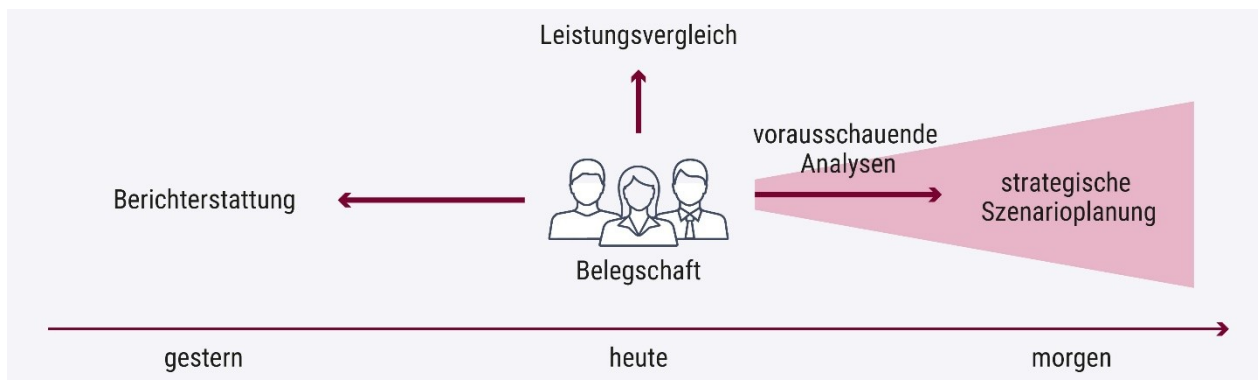 Leistungsvergleich
vorausschauende
Analysen
Berichterstattung
strategische
Szenarioplanung
Belegschaft
gestern
heute
morgen